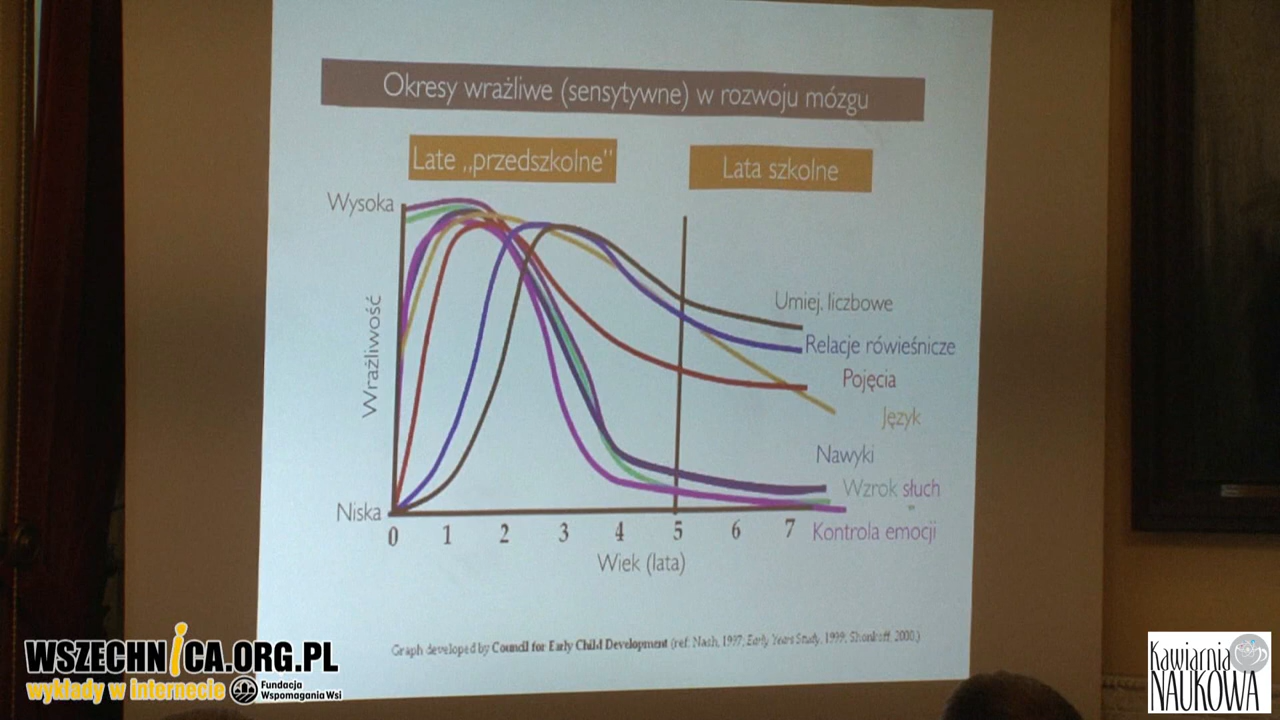 Okresy wrażliwe (sensytywne) w rozwoju mózgu
Late „przedszkolne"
Lata szkolne
Wysoka
Wrażliwość
Niska
Umiej. liczbowe
Relacje rówieśnicze
Pojęcia
Język
Nawyki
Wzrok słuch
Kontrola emocji
0 1 2 3 4 5 6 7
Wiek (lata)
Graph developed by Council for Early Child Development (ref: Nash, 1997; Early Years Study, 1999; Shonkoff, 2000.)
WSZECHNICA.ORG.PL
wykłady w internecie
Fundacja
Wspomagania Wsi
Kawiarnia
NAUKOWA